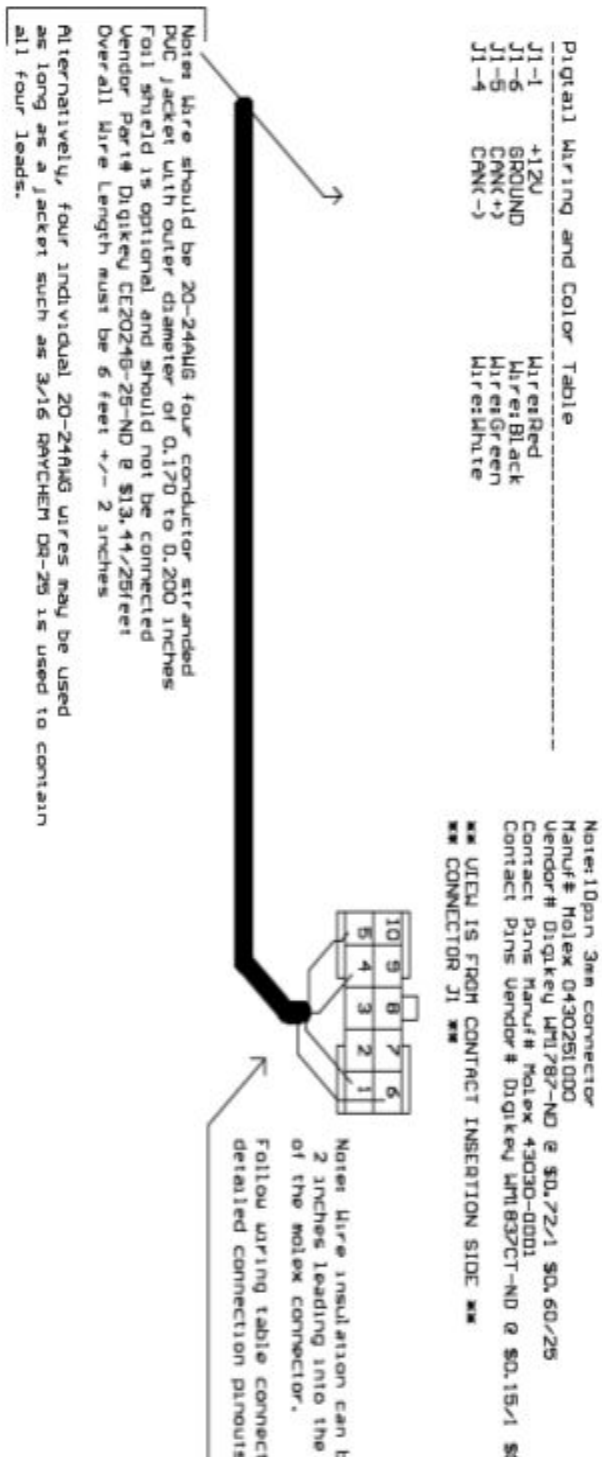 Pigtail Wiring and Color Table
--------------------------------------------------
J1-1 +12V Wire:Red
J1-6 GROUND Wire:Black
J1-5 CAN(+) Wire:Green
J1-4 CAN(-) Wire:White
Note:10pin 3mm connector
Manuf# Molex 0430251000
Vendor# Digikey WM1787-ND @ $0.72/1 $0.60/25
Contact Pins Manuf# Molex 43030-0001
Contact Pins Vendor# Digikey WM1837CT-ND @ $0.15/1
** VIEW IS FROM CONTACT INSERTION SIDE **
** CONNECTOR J1 **
10 9 8 7 6
5 4 3 2 1
Note: Wire insulation can
2 inches leading into the
of the molex connector.
Follow wiring table connect
detailed connection pinouts
Note: Wire should be 20-24AWG four conductor stranded
PVC jacket with outer diameter of 0.170 to 0.200 inches
Foil shield is optional and should not be connected
Vendor Part# Digikey CE2024G-25-ND @ $13.44/25feet
Overall Wire Length must be 6 feet +/- 2 inches
Alternatively, four individual 20-24AWG wires may be used
as long as a jacket such as 3/16 RAYCHEM DR-25 is used to contain
all four leads.